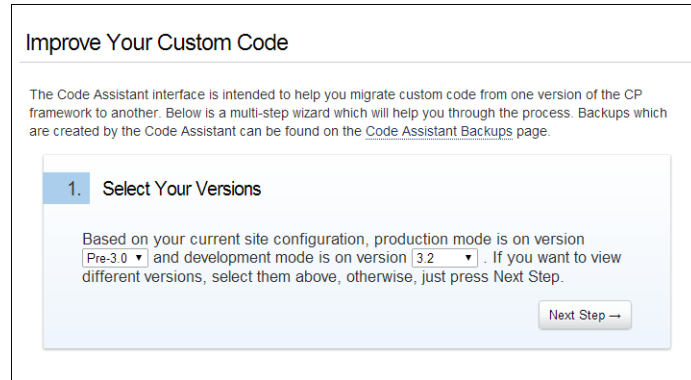 Improve Your Custom Code
The Code Assistant interface is intended to help you migrate custom code from one version of the CP
framework to another. Below is a multi-step wizard which will help you through the process. Backups which
are created by the Code Assistant can be found on the Code Assistant Backups page.
1. Select Your Versions
Based on your current site configuration, production mode is on version
Pre-3.0 ▼ and development mode is on version 3.2 ▼ . If you want to view
different versions, select them above, otherwise, just press Next Step.
Next Step →